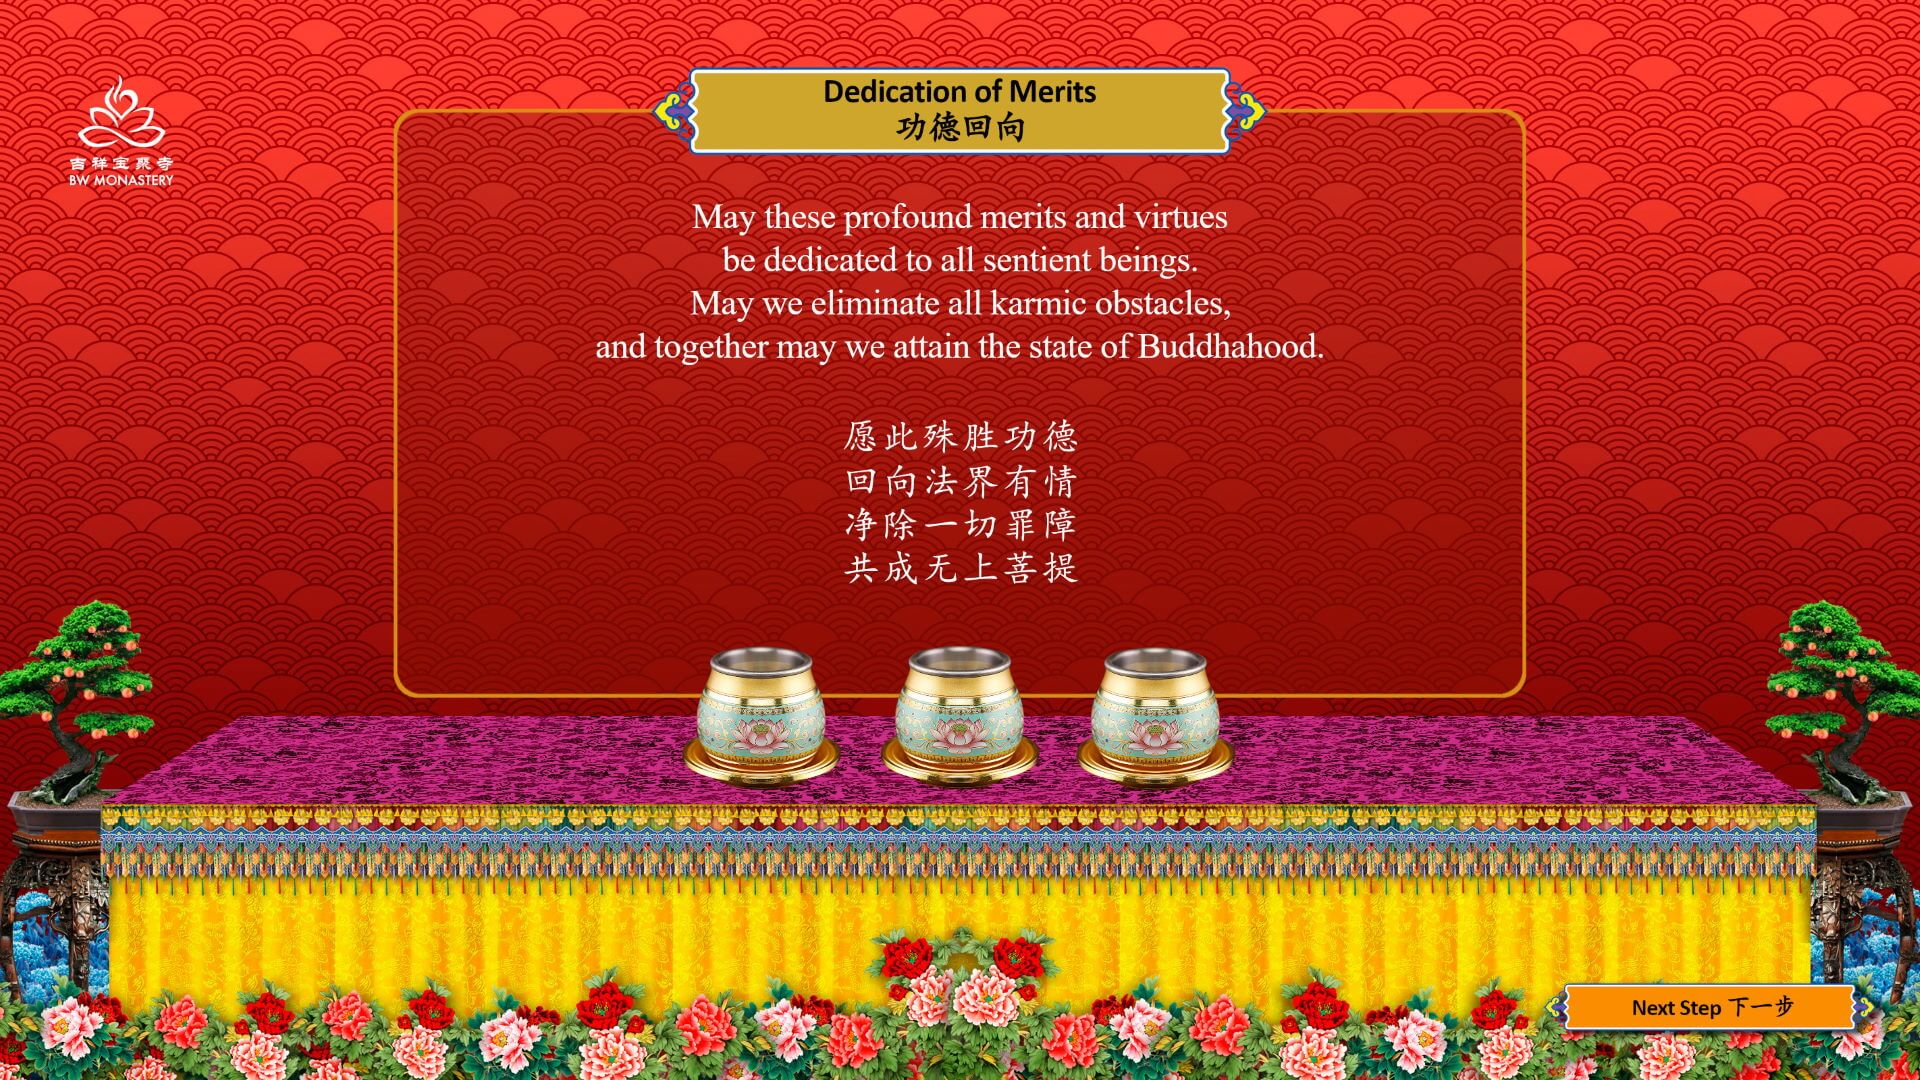 吉祥宝聚寺
BW MONASTERY
Dedication of Merits
功德回向
May these profound merits and virtues
be dedicated to all sentient beings.
May we eliminate all karmic obstacles,
and together may we attain the state of Buddhahood.
愿此殊胜功德
回向法界有情
净除一切罪障
共成无上菩提
Next Step 下一步